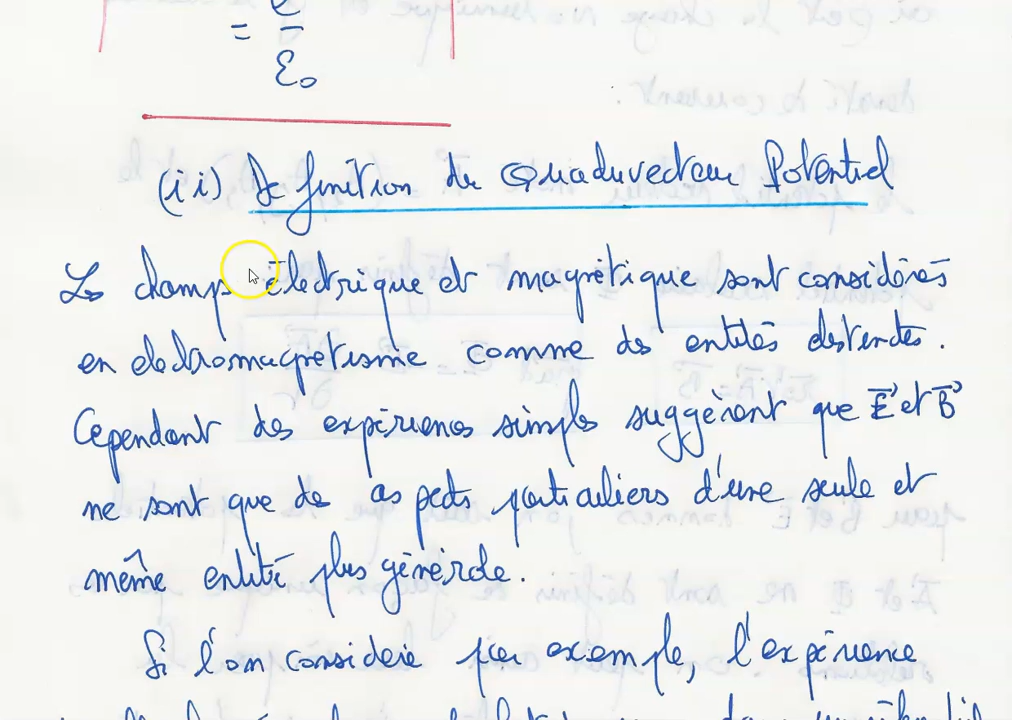 = —
ε₀
(ii) Définition du Quadrivecteur Potentiel
Les champs électrique et magnétique sont considérés
en electromagnétisme comme des entités distinctes.
Cependant des expériences simples suggèrent que E⃗ et B⃗
ne sont que des aspects particuliers d'une seule et
même entité plus générale.
Si l'on considère par exemple, l'expérience